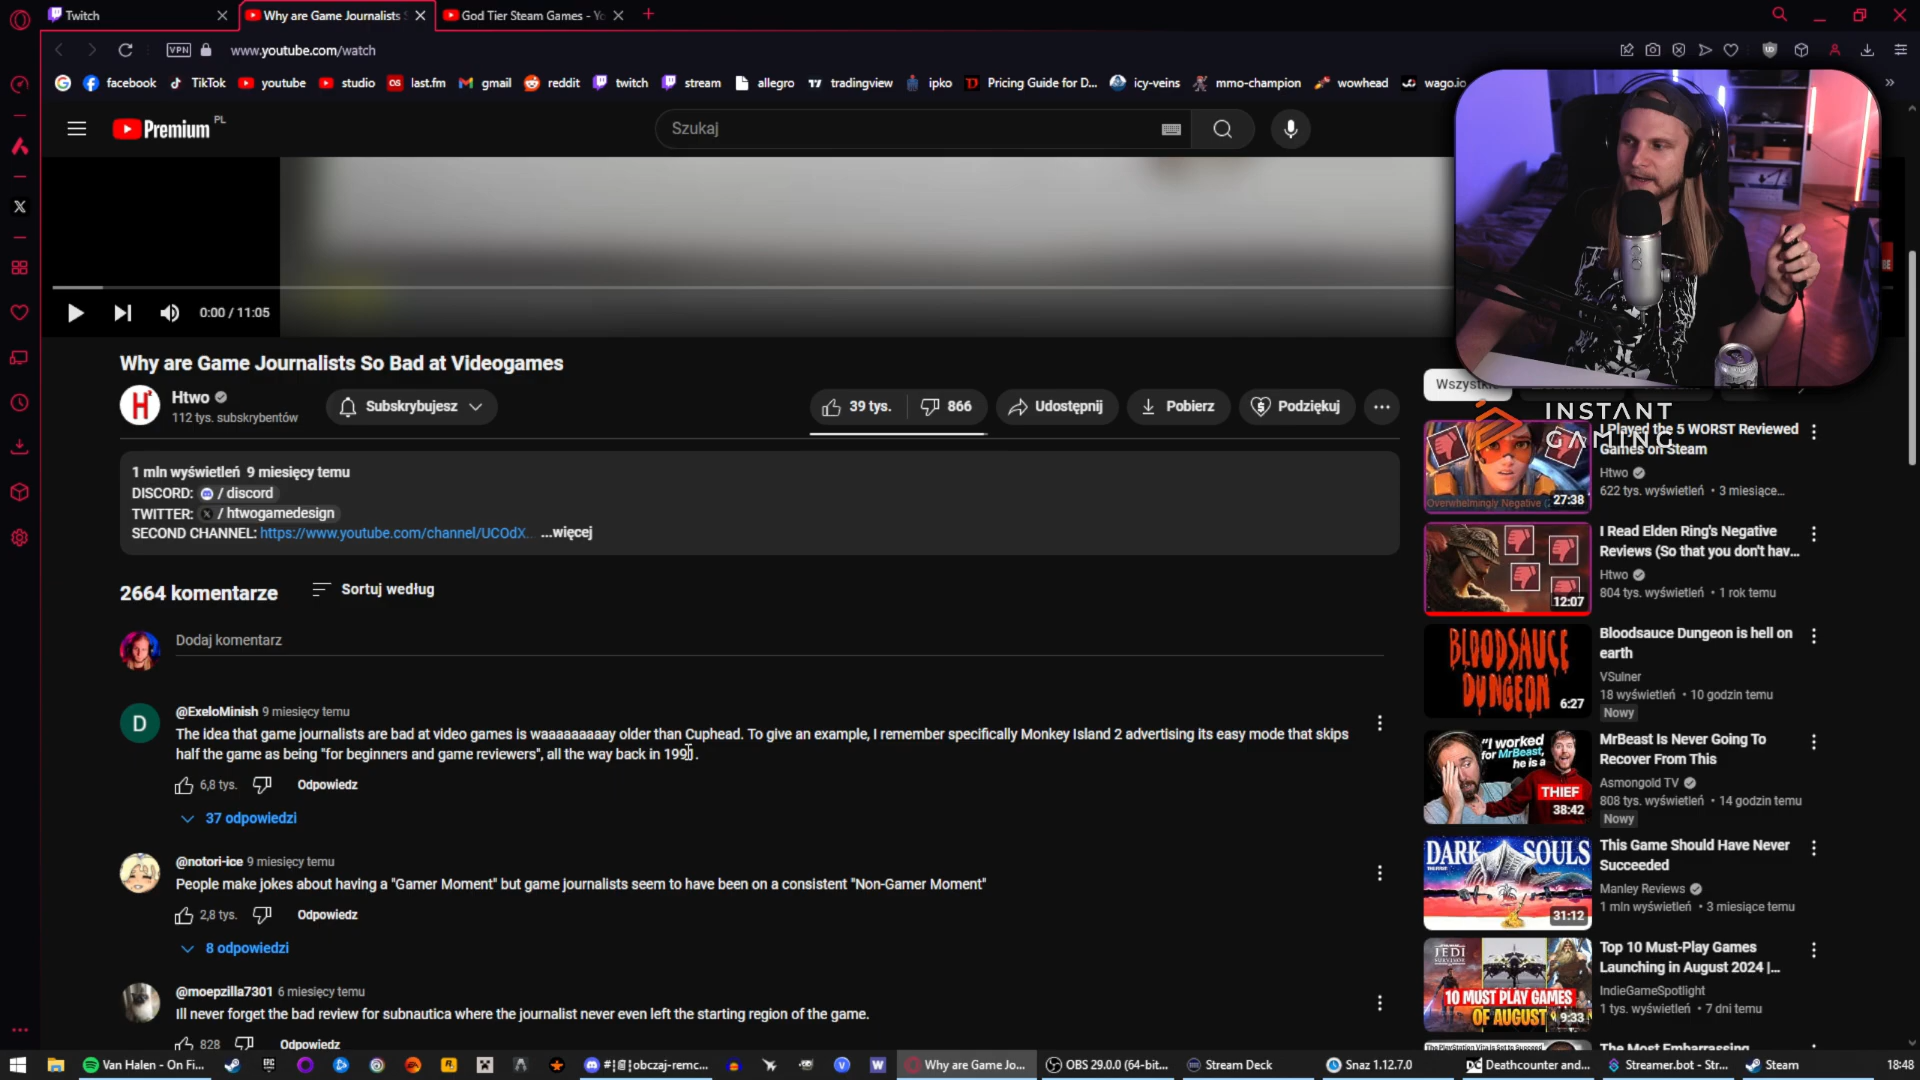 Twitch
Why are Game Journalists S
God Tier Steam Games - Yo
VPN
www.youtube.com/watch
facebook
TikTok
youtube
studio
last.fm
gmail
reddit
twitch
stream
allegro
tradingview
ipko
Pricing Guide for D...
icy-veins
mmo-champion
wowhead
wago.io
Premium PL
Szukaj
0:00 / 11:05
Why are Game Journalists So Bad at Videogames
Htwo
112 tys. subskrybentów
Subskrybujesz
39 tys.
866
Udostępnij
Pobierz
Podziękuj
1 mln wyświetleń 9 miesięcy temu
DISCORD: / discord
TWITTER: / htwogamedesign
SECOND CHANNEL: https://www.youtube.com/channel/UCOdX... ...więcej
2664 komentarze
Sortuj według
Dodaj komentarz
D
@ExeloMinish 9 miesięcy temu
The idea that game journalists are bad at video games is waaaaaaaaay older than Cuphead. To give an example, I remember specifically Monkey Island 2 advertising its easy mode that skips
half the game as being "for beginners and game reviewers", all the way back in 1991.
6,8 tys.
Odpowiedz
37 odpowiedzi
@notori-ice 9 miesięcy temu
People make jokes about having a "Gamer Moment" but game journalists seem to have been on a consistent "Non-Gamer Moment"
2,8 tys.
Odpowiedz
8 odpowiedzi
@moepzilla7301 6 miesięcy temu
Ill never forget the bad review for subnautica where the journalist never even left the starting region of the game.
828
Odpowiedz
INSTANT
GAMING
I Played the 5 WORST Reviewed
Games on Steam
Htwo
622 tys. wyświetleń • 3 miesiące...
27:38
I Read Elden Ring's Negative
Reviews (So that you don't hav...
Htwo
804 tys. wyświetleń • 1 rok temu
12:07
BLOODSAUCE
DUNGEON
6:27
Bloodsauce Dungeon is hell on
earth
VSulner
18 wyświetleń • 10 godzin temu
Nowy
"I worked
for MrBeast,
he is a
THIEF
38:42
MrBeast Is Never Going To
Recover From This
Asmongold TV
808 tys. wyświetleń • 14 godzin temu
Nowy
DARK SOULS
31:12
This Game Should Have Never
Succeeded
Manley Reviews
1 mln wyświetleń • 3 miesiące temu
JEDI
SURVIVOR
10 MUST PLAY GAMES
OF AUGUST
9:33
Top 10 Must-Play Games
Launching in August 2024 |...
IndieGameSpotlight
1 tys. wyświetleń • 7 dni temu
The Most Embarrassing
Van Halen - On Fi...
Why are Game Jo...
OBS 29.0.0 (64-bit...
Stream Deck
Snaz 1.12.7.0
Deathcounter and...
Streamer.bot - Str...
Steam
18:48